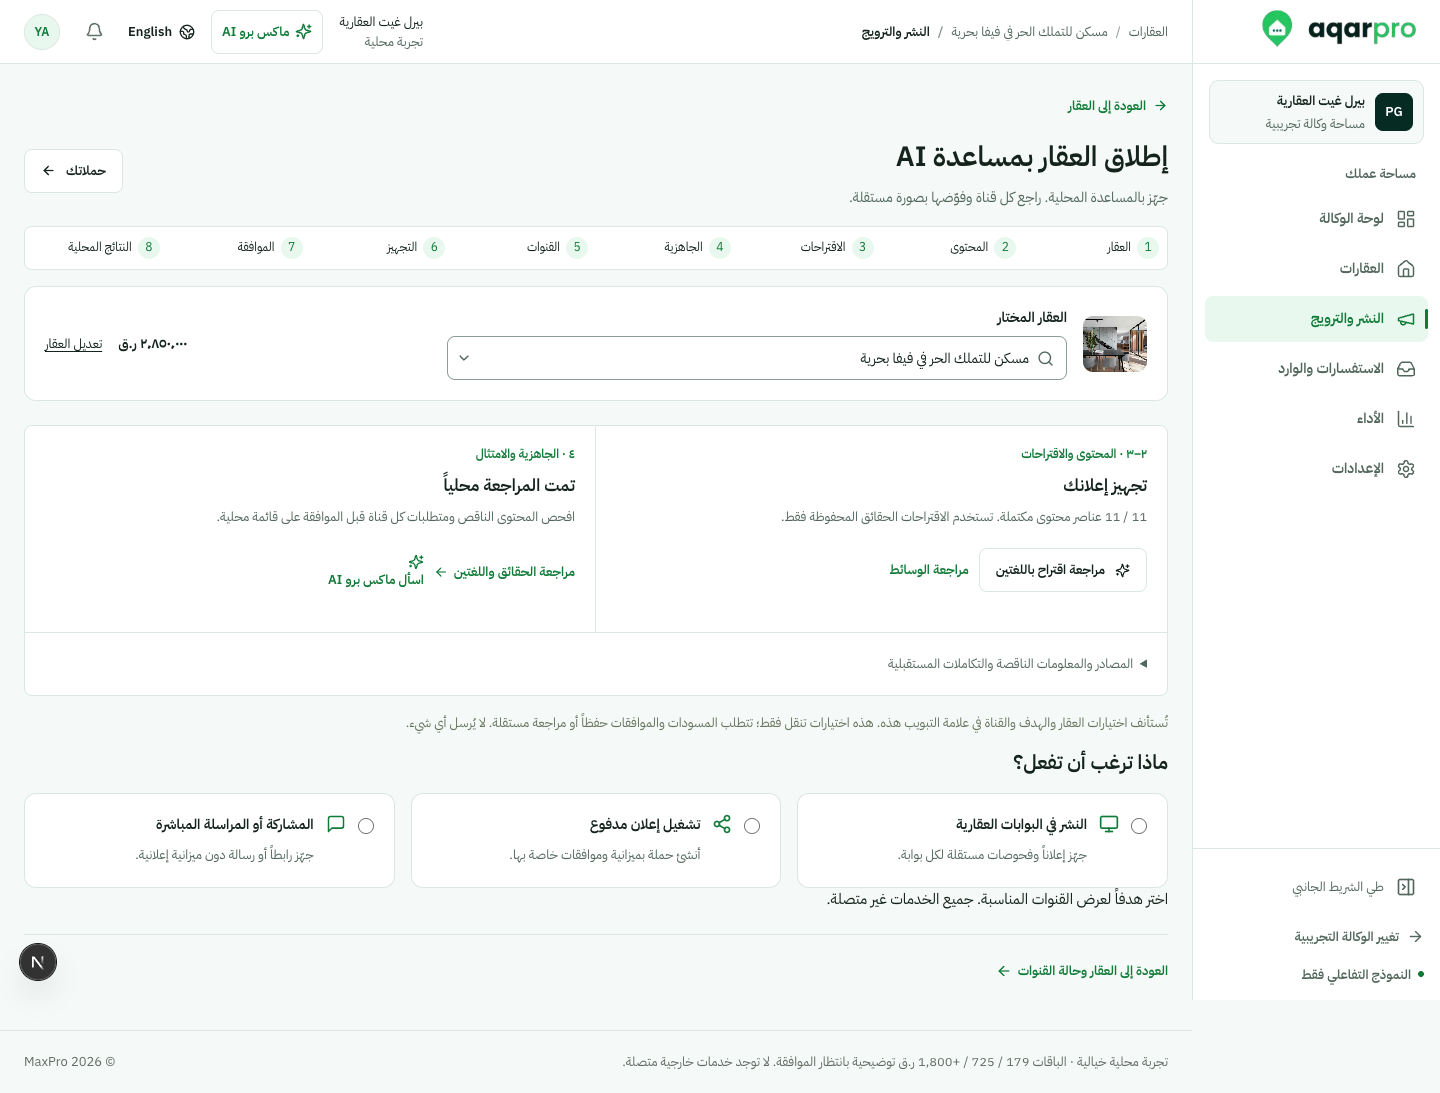 aqarpro
العقارات / مسكن للتملك الحر في فيفا بحرية / النشر والترويج
بيرل غيت العقارية
تجربة محلية
ماكس برو AI
English
YA
PG
بيرل غيت العقارية
مساحة وكالة تجريبية
مساحة عملك
لوحة الوكالة
العقارات
النشر والترويج
الاستفسارات والوارد
الأداء
الإعدادات
طي الشريط الجانبي
تغيير الوكالة التجريبية
النموذج التفاعلي فقط
العودة إلى العقار
إطلاق العقار بمساعدة AI
جهّز بالمساعدة المحلية. راجع كل قناة وفوّضها بصورة مستقلة.
حملاتك
1 العقار
2 المحتوى
3 الاقتراحات
4 الجاهزية
5 القنوات
6 التجهيز
7 الموافقة
8 النتائج المحلية
العقار المختار
مسكن للتملك الحر في فيفا بحرية
٢٬٨٥٠٬٠٠٠ ر.ق
تعديل العقار
٢–٣ · المحتوى والاقتراحات
تجهيز إعلانك
11 / 11 عناصر محتوى مكتملة. تستخدم الاقتراحات الحقائق المحفوظة فقط.
مراجعة اقتراح باللغتين
مراجعة الوسائط
٤ · الجاهزية والامتثال
تمت المراجعة محلياً
افحص المحتوى الناقص ومتطلبات كل قناة قبل الموافقة على قائمة محلية.
مراجعة الحقائق واللغتين
اسأل ماكس برو AI
المصادر والمعلومات الناقصة والتكاملات المستقبلية
تُستأنف اختيارات العقار والهدف والقناة في علامة التبويب هذه. هذه اختيارات تنقل فقط؛ تتطلب المسودات والموافقات حفظاً أو مراجعة مستقلة. لا يُرسل أي شيء.
ماذا ترغب أن تفعل؟
النشر في البوابات العقارية
جهّز إعلاناً وفحوصات مستقلة لكل بوابة.
تشغيل إعلان مدفوع
أنشئ حملة بميزانية وموافقات خاصة بها.
المشاركة أو المراسلة المباشرة
جهّز رابطاً أو رسالة دون ميزانية إعلانية.
اختر هدفاً لعرض القنوات المناسبة. جميع الخدمات غير متصلة.
العودة إلى العقار وحالة القنوات
N
تجربة محلية خيالية · الباقات 179 / 725 / +1,800 ر.ق توضيحية بانتظار الموافقة. لا توجد خدمات خارجية متصلة.
© 2026 MaxPro